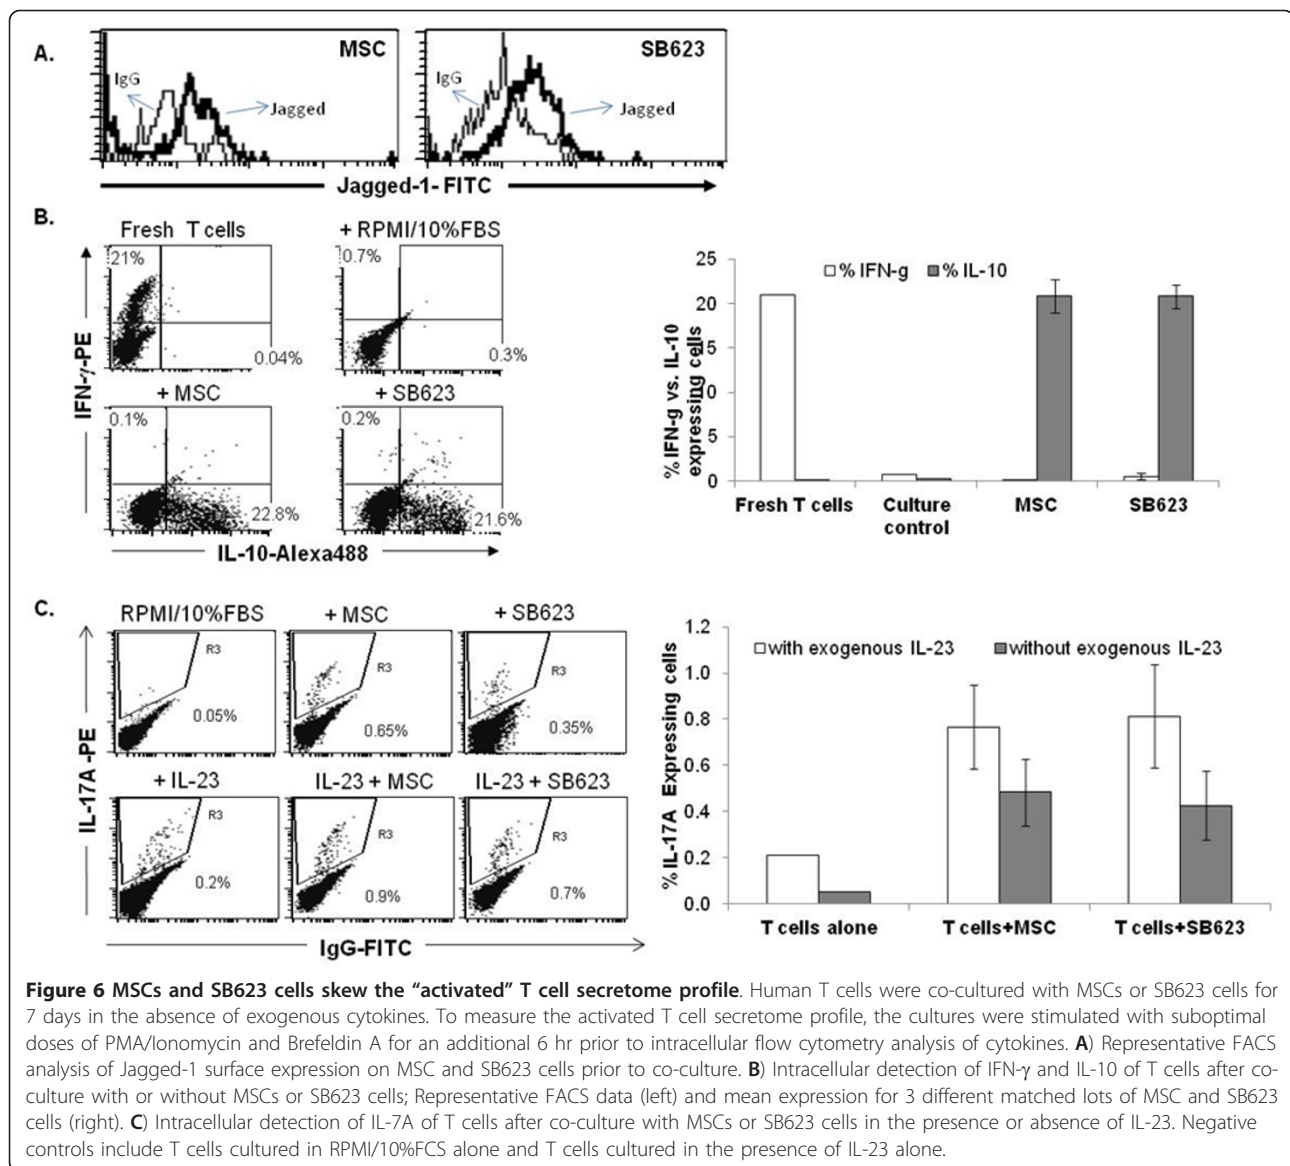 A.
MSC
SB623
IgG
Jagged
IgG
Jagged
Jagged-1- FITC
B.
Fresh T cells
+ RPMI/10%FBS
21%
0.04%
0.7%
0.3%
+ MSC
+ SB623
0.1%
22.8%
0.2%
21.6%
IFN-γ-PE
IL-10-Alexa488
% IFN-g vs. IL-10
expressing cells
25
20
15
10
5
0
% IFN-g
% IL-10
Fresh T cells
Culture
control
MSC
SB623
C.
RPMI/10%FBS
+ MSC
+ SB623
R3
0.05%
R3
0.65%
R3
0.35%
+ IL-23
IL-23 + MSC
IL-23 + SB623
R3
0.2%
R3
0.9%
R3
0.7%
IL-17A -PE
IgG-FITC
% IL-17A Expressing cells
1.2
1.0
0.8
0.6
0.4
0.2
0.0
with exogenous IL-23
without exogenous IL-23
T cells alone
T cells+MSC
T cells+SB623
Figure 6 MSCs and SB623 cells skew the “activated” T cell secretome profile. Human T cells were co-cultured with MSCs or SB623 cells for
7 days in the absence of exogenous cytokines. To measure the activated T cell secretome profile, the cultures were stimulated with suboptimal
doses of PMA/Ionomycin and Brefeldin A for an additional 6 hr prior to intracellular flow cytometry analysis of cytokines. A) Representative FACS
analysis of Jagged-1 surface expression on MSC and SB623 cells prior to co-culture. B) Intracellular detection of IFN-γ and IL-10 of T cells after co-
culture with or without MSCs or SB623 cells; Representative FACS data (left) and mean expression for 3 different matched lots of MSC and SB623
cells (right). C) Intracellular detection of IL-7A of T cells after co-culture with MSCs or SB623 cells in the presence or absence of IL-23. Negative
controls include T cells cultured in RPMI/10%FCS alone and T cells cultured in the presence of IL-23 alone.